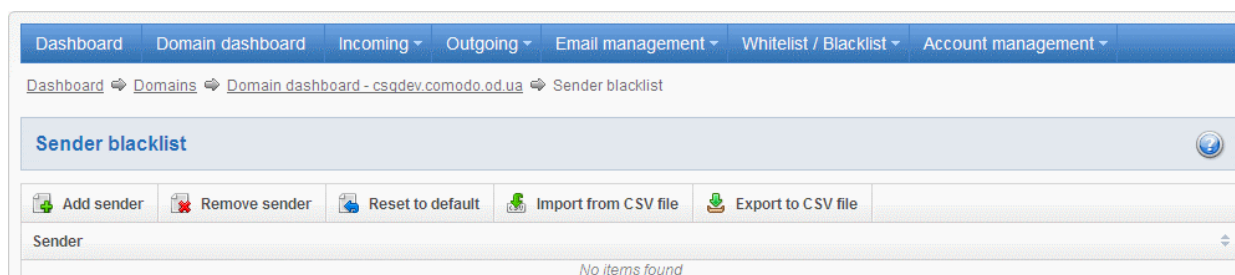 Dashboard Domain dashboard Incoming Outgoing Email management Whitelist / Blacklist Account management
Dashboard Domains Domain dashboard - csgdev.comodo.od.ua Sender blacklist
Sender blacklist
Add sender Remove sender Reset to default Import from CSV file Export to CSV file
Sender
No items found